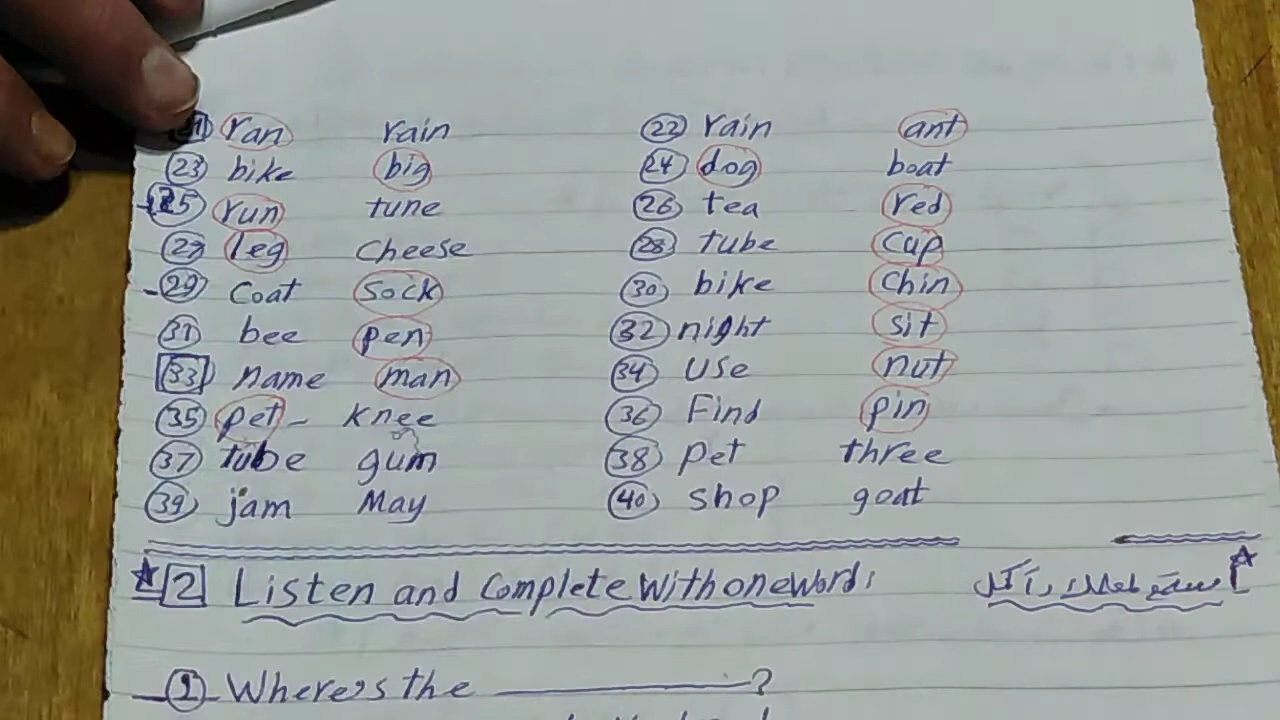 21 ran rain 22 rain ant
23 bike big 24 dog boat
25 run tune 26 tea red
27 leg cheese 28 tube cup
29 Coat Sock 30 bike Chin
31 bee pen 32 night sit
33 name man 34 use nut
35 pet - knee 36 Find pin
37 tube gum 38 pet three
39 jam May 40 shop goat
2 Listen and Complete with one word:
1 Where's the ____________?